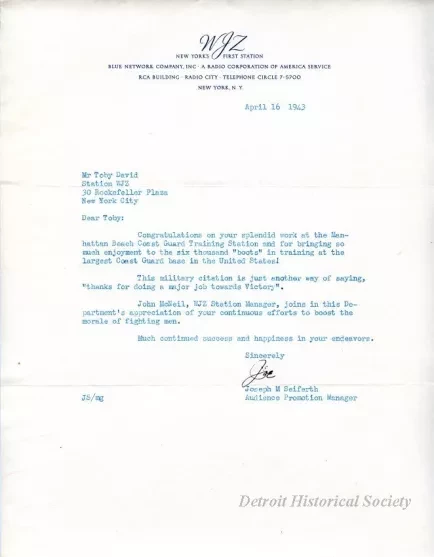 WJZ
NEW YORK'S FIRST STATION
BLUE NETWORK COMPANY, INC · A RADIO CORPORATION OF AMERICA SERVICE
RCA BUILDING · RADIO CITY · TELEPHONE CIRCLE 7-5700
NEW YORK, N. Y.
April 16 1943
Mr Toby David
Station WJZ
30 Rockefeller Plaza
New York City
Dear Toby:
Congratulations on your splendid work at the Man-
hattan Beach Coast Guard Training Station and for bringing so
much enjoyment to the six thousand "boots" in training at the
largest Coast Guard base in the United States!
This military citation is just another way of saying,
"thanks for doing a major job towards Victory".
John McNeil, WJZ Station Manager, joins in this De-
partment's appreciation of your continuous efforts to boost the
morale of fighting men.
Much continued success and happiness in your endeavors.
Sincerely
Joe
Joseph M Seiferth
JS/mg Audience Promotion Manager
Detroit Historical Society